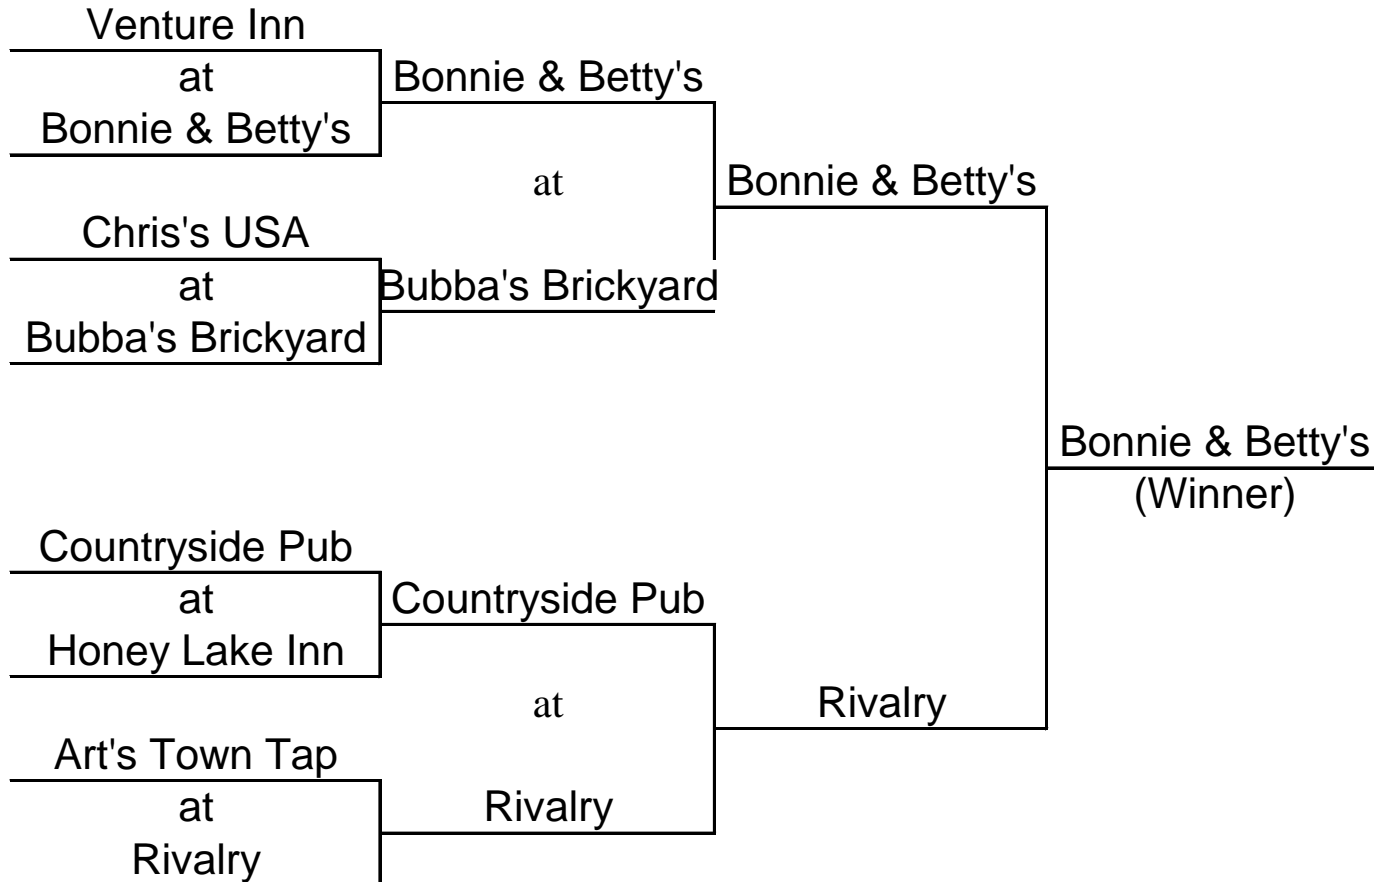 Venture Inn
at
Bonnie & Betty's
Bonnie & Betty's
at
Bonnie & Betty's
Chris's USA
at
Bubba's Brickyard
Bubba's Brickyard
Bonnie & Betty's
(Winner)
Countryside Pub
at
Honey Lake Inn
Countryside Pub
at
Rivalry
Art's Town Tap
at
Rivalry
Rivalry